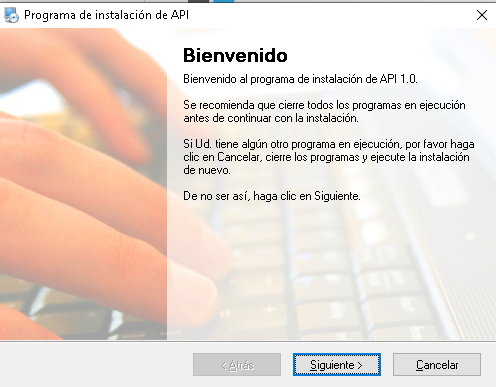 Programa de instalación de API
Bienvenido
Bienvenido al programa de instalación de API 1.0.
Se recomienda que cierre todos los programas en ejecución
antes de continuar con la instalación.
Si Ud. tiene algún otro programa en ejecución, por favor haga
clic en Cancelar, cierre los programas y ejecute la instalación
de nuevo.
De no ser así, haga clic en Siguiente.
< Atrás
Siguiente >
Cancelar